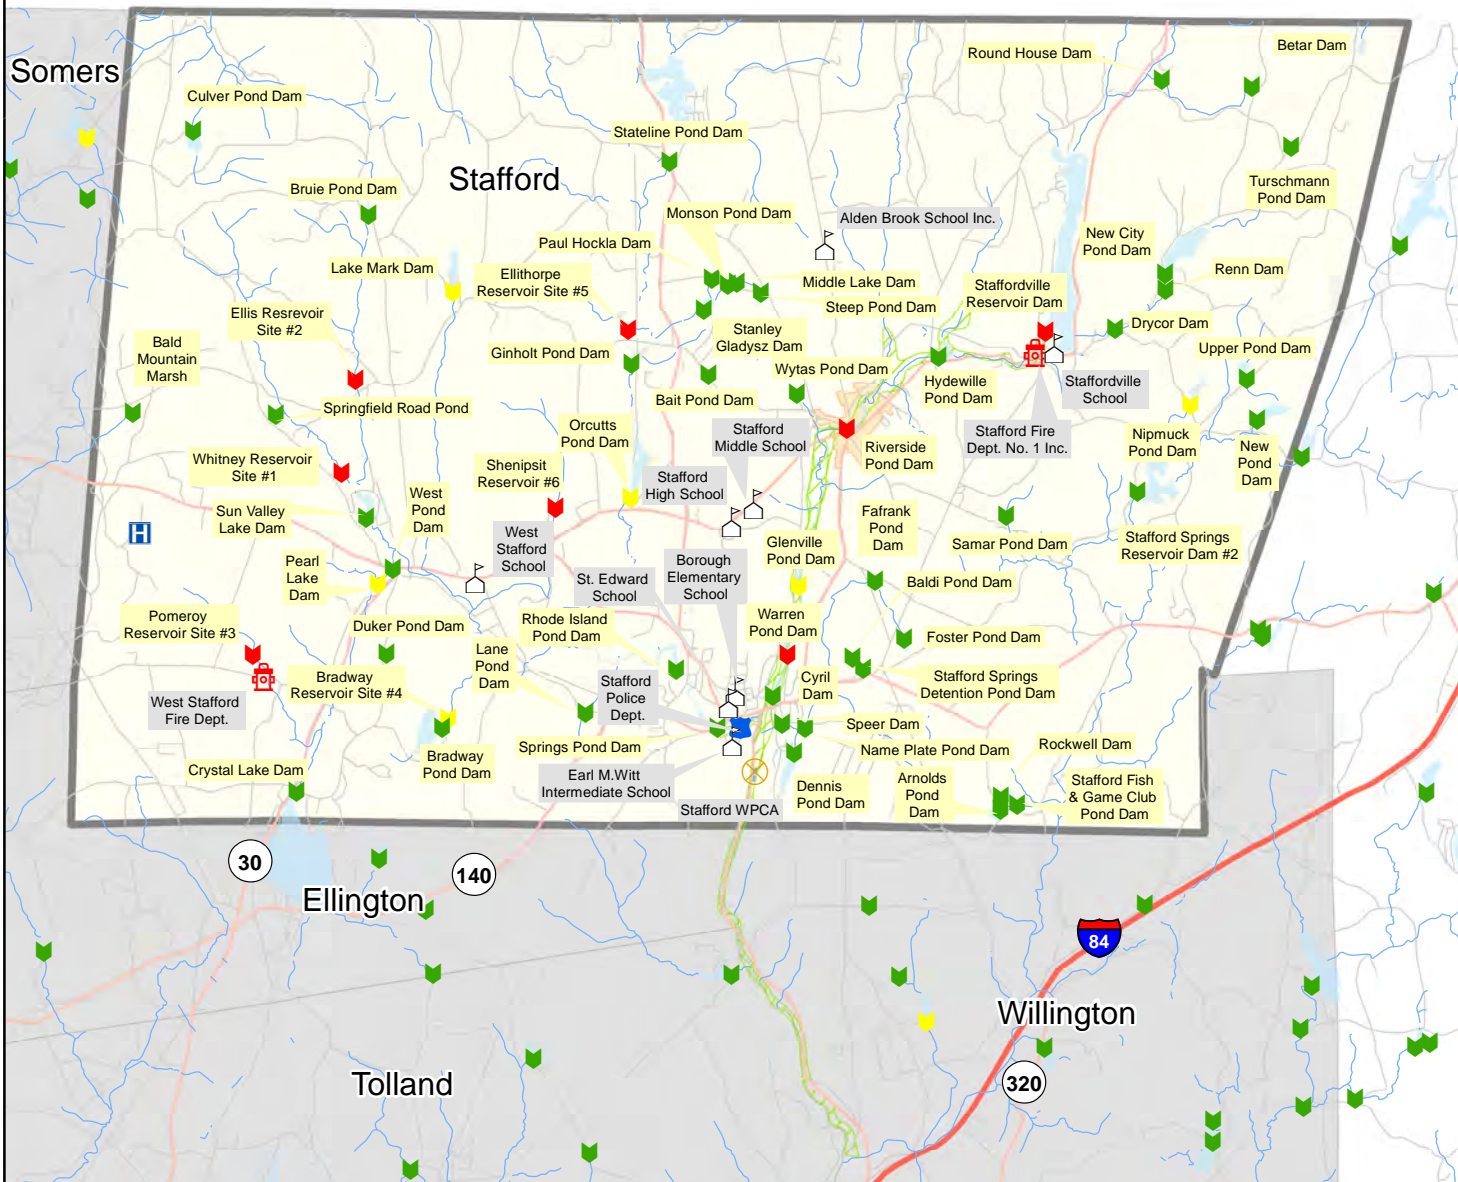 Somers
Culver Pond Dam
Round House Dam
Betar Dam
Stateline Pond Dam
Bruie Pond Dam
Stafford
Turschmann
Pond Dam
Monson Pond Dam
Alden Brook School Inc.
Paul Hockla Dam
New City
Pond Dam
Lake Mark Dam
Ellithorpe
Reservoir Site #5
Middle Lake Dam
Staffordville
Reservoir Dam
Renn Dam
Steep Pond Dam
Ellis Resrevoir
Site #2
Stanley
Gladysz Dam
Drycor Dam
Bald
Mountain
Marsh
Ginholt Pond Dam
Upper Pond Dam
Wytas Pond Dam
Hydewille
Pond Dam
Staffordville
School
Springfield Road Pond
Bait Pond Dam
Orcutts
Pond Dam
Stafford
Middle School
Riverside
Pond Dam
Stafford Fire
Dept. No. 1 Inc.
Nipmuck
Pond Dam
New
Pond
Dam
Whitney Reservoir
Site #1
Shenipsit
Reservoir #6
Stafford
High School
West
Pond
Dam
Sun Valley
Lake Dam
H
West
Stafford
School
Glenville
Pond Dam
Fafrank
Pond
Dam
Samar Pond Dam
Stafford Springs
Reservoir Dam #2
Pearl
Lake
Dam
St. Edward
School
Borough
Elementary
School
Baldi Pond Dam
Pomeroy
Reservoir Site #3
Duker Pond Dam
Rhode Island
Pond Dam
Warren
Pond Dam
Foster Pond Dam
Lane
Pond
Dam
Bradway
Reservoir Site #4
Stafford
Police
Dept.
Cyril
Dam
Stafford Springs
Detention Pond Dam
West Stafford
Fire Dept.
Speer Dam
Springs Pond Dam
Name Plate Pond Dam
Rockwell Dam
Bradway
Pond Dam
Crystal Lake Dam
Earl M.Witt
Intermediate School
Dennis
Pond Dam
Arnolds
Pond
Dam
Stafford Fish
& Game Club
Pond Dam
Stafford WPCA
30
140
Ellington
84
Willington
Tolland
320